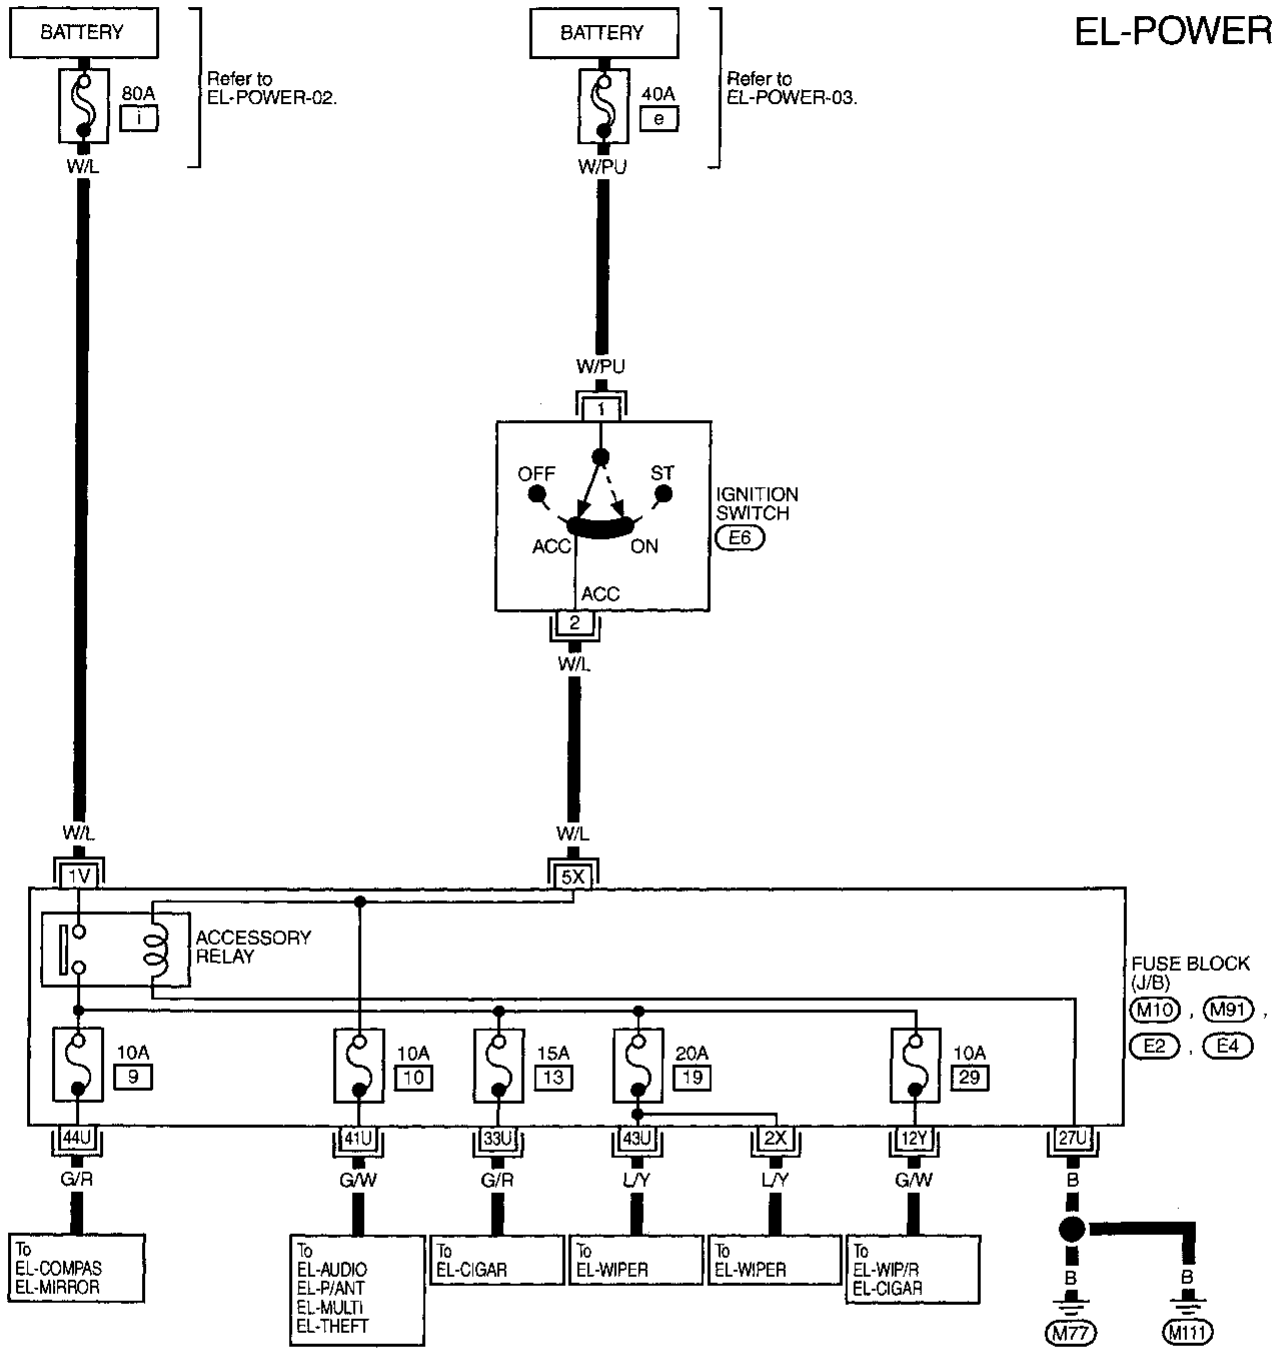 EL-POWER
BATTERY
80A
i
Refer to
EL-POWER-02.
W/L
BATTERY
40A
e
Refer to
EL-POWER-03.
W/PU
W/PU
1
OFF
ST
ACC
ON
ACC
IGNITION
SWITCH
E6
2
W/L
W/L
W/L
1V
5X
ACCESSORY
RELAY
FUSE BLOCK
(J/B)
M10 , M91 ,
E2 , E4
10A
9
10A
10
15A
13
20A
19
10A
29
44U
41U
33U
43U
2X
12Y
27U
G/R
G/W
G/R
L/Y
L/Y
G/W
B
To
EL-COMPAS
EL-MIRROR
To
EL-AUDIO
EL-P/ANT
EL-MULTI
EL-THEFT
To
EL-CIGAR
To
EL-WIPER
To
EL-WIPER
To
EL-WIP/R
EL-CIGAR
B
B
M77
M111